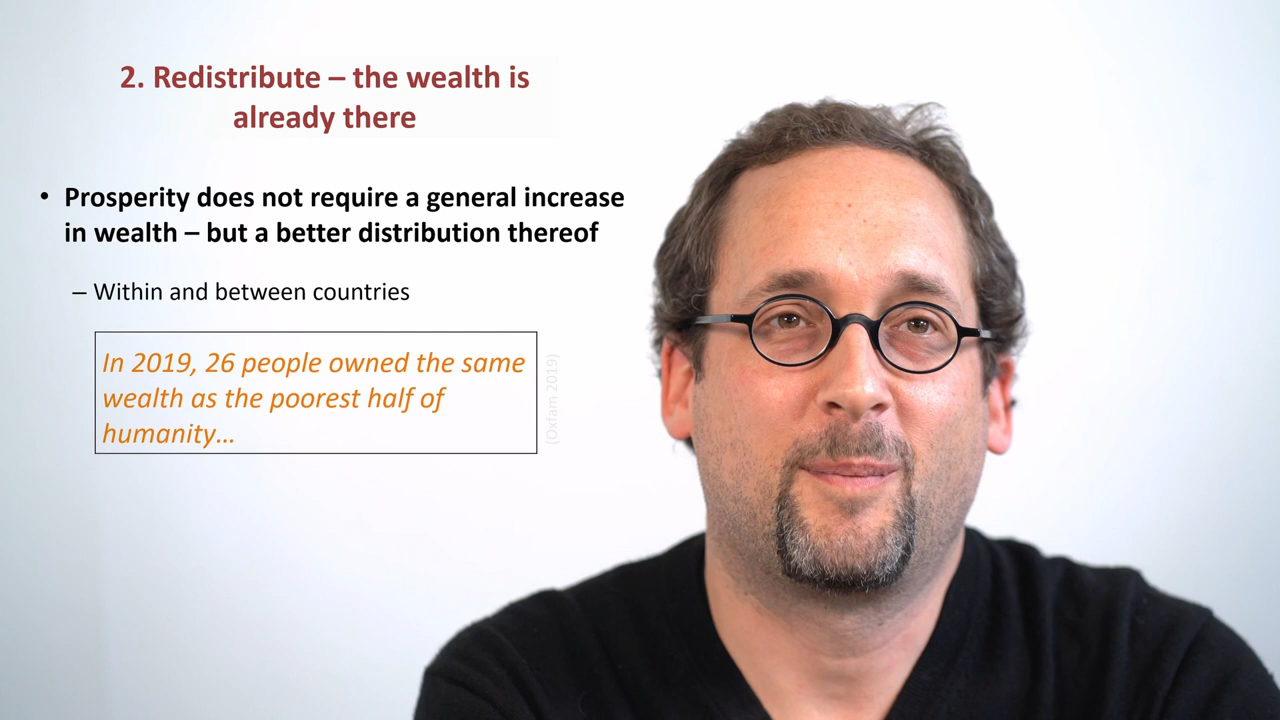 2. Redistribute – the wealth is
already there
• Prosperity does not require a general increase
in wealth – but a better distribution thereof
– Within and between countries
In 2019, 26 people owned the same
wealth as the poorest half of
humanity…
(Oxfam 2019)